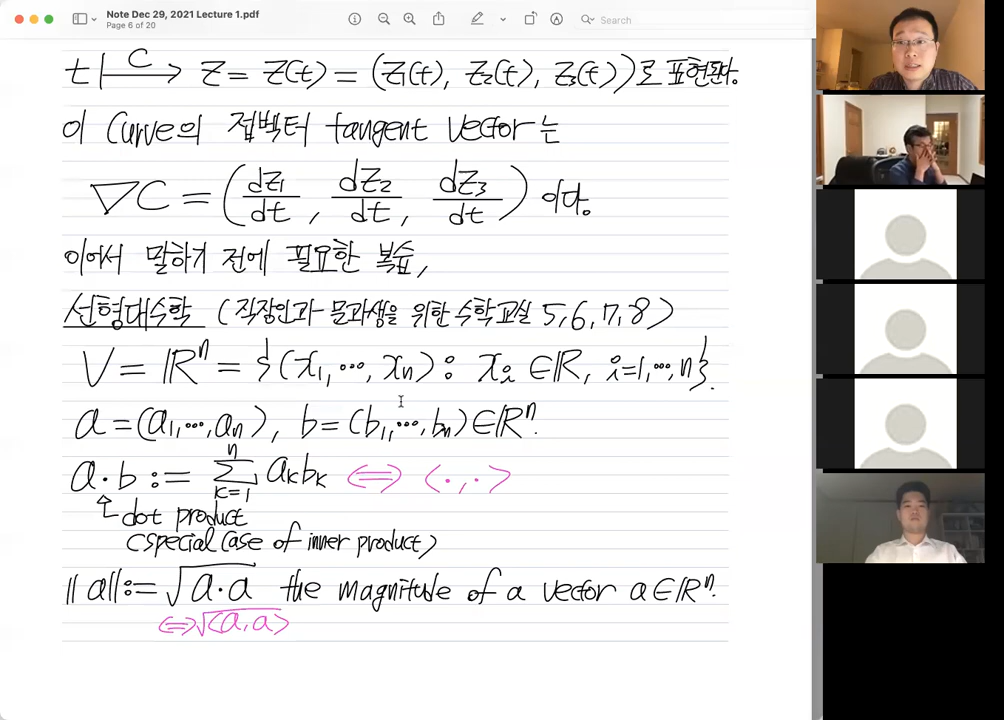 Note Dec 29, 2021 Lecture 1.pdf
Page 6 of 20
Search
t |—C→ Z = Z(t) = (Z₁(t), Z₂(t), Z₃(t))로 표현된다.
이 Curve의 접벡터 tangent vector는
∇C = (dZ₁/dt, dZ₂/dt, dZ₃/dt) 이다.
이어서 말하기 전에 필요한 복습,
선형대수학 (직장인과 문과생을 위한 수학교실 5,6,7,8)
V = ℝⁿ = {(x₁,…,xₙ) : xᵢ ∈ ℝ, i=1,…,n}.
a = (a₁,…,aₙ), b = (b₁,…,bₙ) ∈ ℝⁿ.
a·b := ∑ₖ₌₁ⁿ aₖbₖ ⟺ ⟨·,·⟩
dot product
(special case of inner product)
||a|| := √(a·a) the magnitude of a vector a ∈ ℝⁿ.
⟺ √⟨a,a⟩